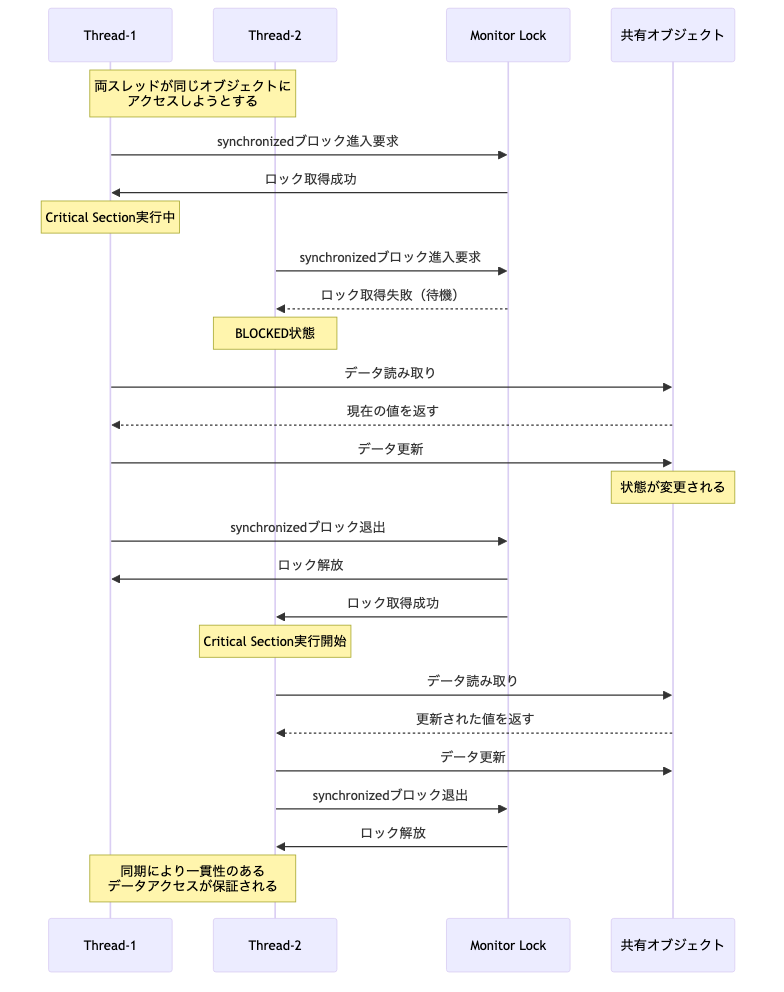 Thread-1
Thread-2
Monitor Lock
共有オブジェクト
両スレッドが同じオブジェクトに
アクセスしようとする
synchronizedブロック進入要求
ロック取得成功
Critical Section実行中
synchronizedブロック進入要求
ロック取得失敗（待機）
BLOCKED状態
データ読み取り
現在の値を返す
データ更新
状態が変更される
synchronizedブロック退出
ロック解放
ロック取得成功
Critical Section実行開始
データ読み取り
更新された値を返す
データ更新
synchronizedブロック退出
ロック解放
同期により一貫性のある
データアクセスが保証される
Thread-1
Thread-2
Monitor Lock
共有オブジェクト